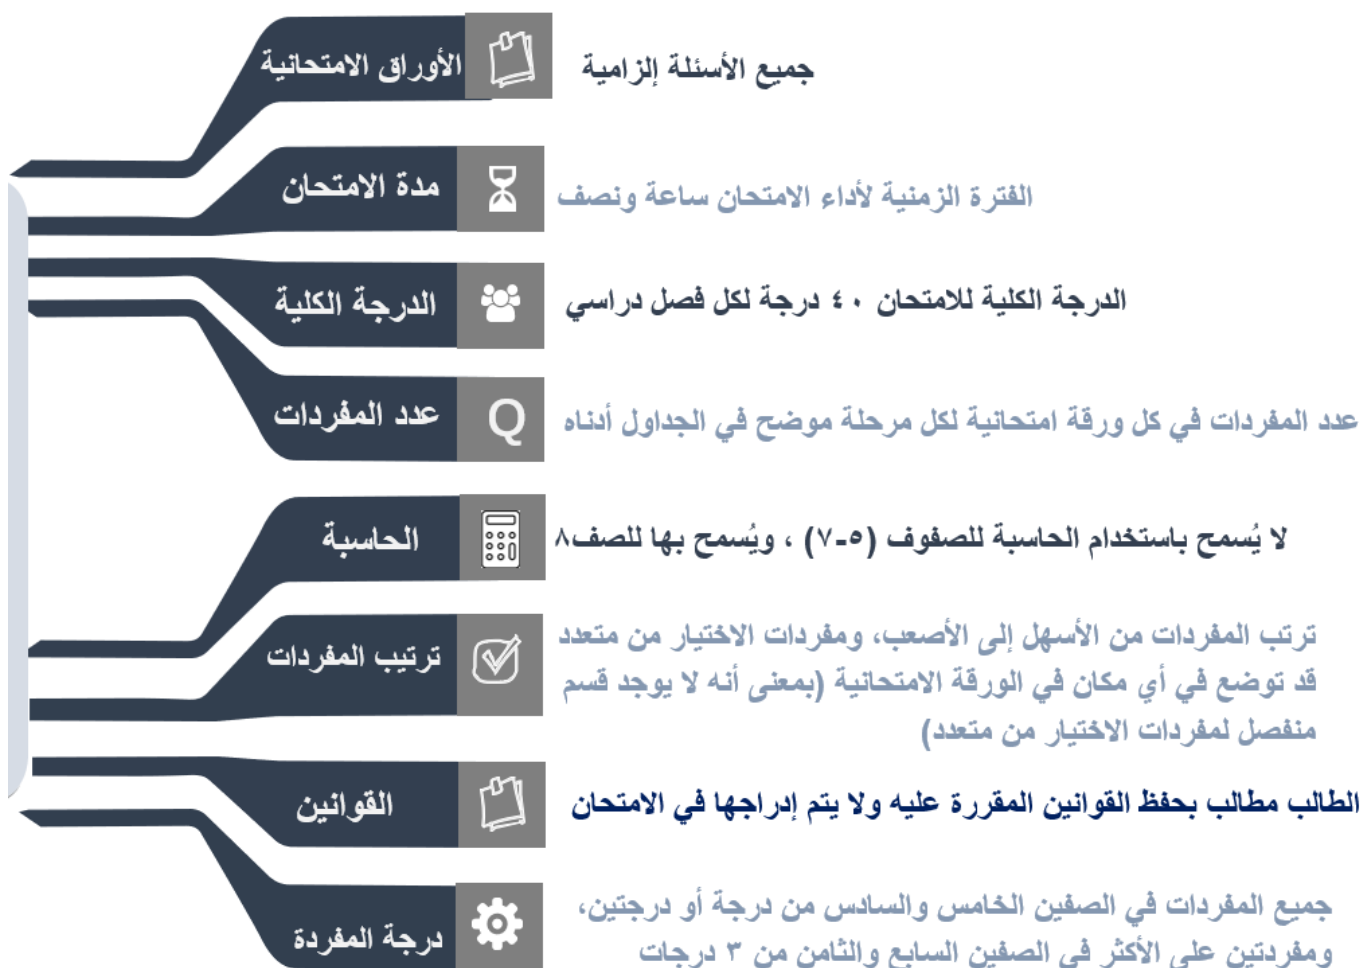 الأوراق الامتحانية
جميع الأسئلة إلزامية
مدة الامتحان
الفترة الزمنية لأداء الامتحان ساعة ونصف
الدرجة الكلية
الدرجة الكلية للامتحان ٤٠ درجة لكل فصل دراسي
عدد المفردات
Q
عدد المفردات في كل ورقة امتحانية لكل مرحلة موضح في الجداول أدناه
الحاسبة
لا يُسمح باستخدام الحاسبة للصفوف (٥-٧) ، ويُسمح بها للصف٨
ترتيب المفردات
ترتب المفردات من الأسهل إلى الأصعب، ومفردات الاختيار من متعدد
قد توضع في أي مكان في الورقة الامتحانية (بمعنى أنه لا يوجد قسم
منفصل لمفردات الاختيار من متعدد)
القوانين
الطالب مطالب بحفظ القوانين المقررة عليه ولا يتم إدراجها في الامتحان
درجة المفردة
جميع المفردات في الصفين الخامس والسادس من درجة أو درجتين،
ومفردتين على الأكثر في الصفين السابع والثامن من ٣ درجات